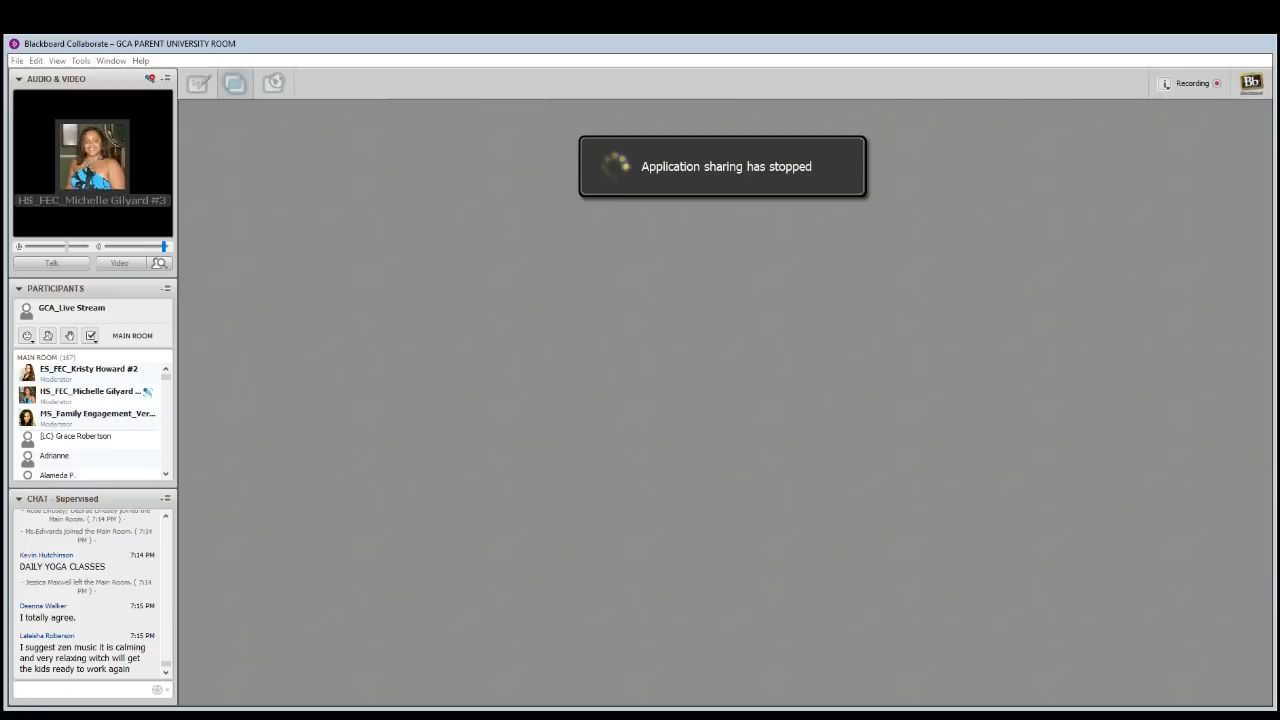 Blackboard Collaborate – GCA PARENT UNIVERSITY ROOM
File Edit View Tools Window Help
AUDIO & VIDEO
Recording
Bb
HS_FEC_Michelle Gilyard #3
Talk Video
PARTICIPANTS
GCA_Live Stream
MAIN ROOM
MAIN ROOM (167)
ES_FEC_Kristy Howard #2
Moderator
HS_FEC_Michelle Gilyard ...
Moderator
MS_Family Engagement_Ver...
Moderator
[LC} Grace Robertson
Adrianne
Alameda P.
CHAT - Supervised
Main Room. ( 7:14 PM ) -
- Ms.Edwards joined the Main Room. ( 7:14
PM ) -
Kevin Hutchinson 7:14 PM
DAILY YOGA CLASSES
- Jessica Maxwell left the Main Room. ( 7:14
PM ) -
Deanna Walker 7:15 PM
I totally agree.
Lateisha Roberson 7:15 PM
I suggest zen music it is calming
and very relaxing witch will get
the kids ready to work again
Application sharing has stopped